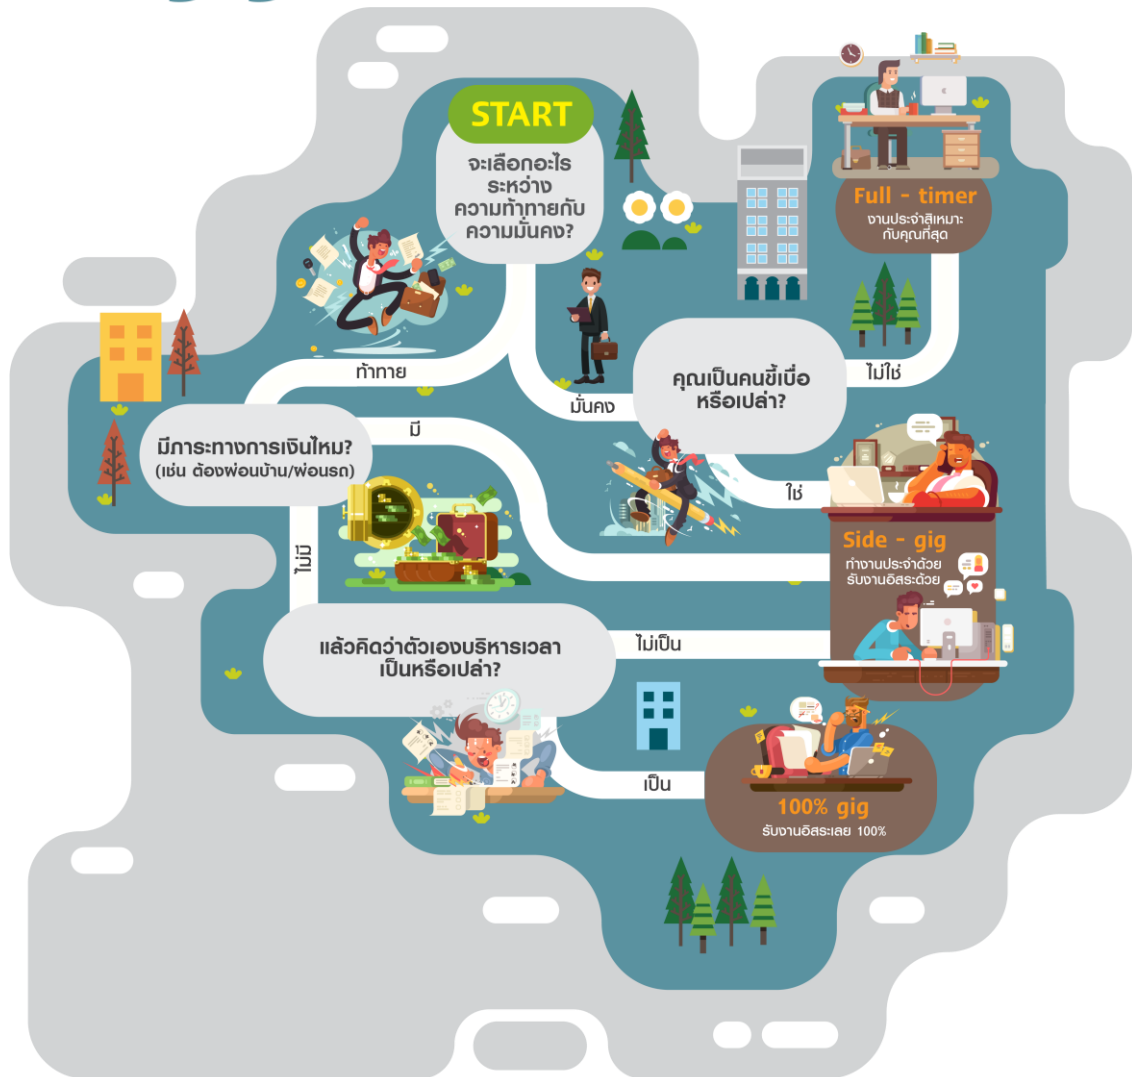 START
จะเลือกอะไร
ระหว่าง
ความท้าทายกับ
ความมั่นคง?
Full - timer
งานประจำสิเหมาะ
กับคุณที่สุด
ท้าทาย
มั่นคง
คุณเป็นคนขี้เบื่อ
หรือเปล่า?
ไม่ใช่
ใช่
มีภาระทางการเงินไหม?
(เช่น ต้องผ่อนบ้าน/ผ่อนรถ)
มี
ไม่มี
Side - gig
ทำงานประจำด้วย
รับงานอิสระด้วย
แล้วคิดว่าตัวเองบริหารเวลา
เป็นหรือเปล่า?
ไม่เป็น
เป็น
100% gig
รับงานอิสระเลย 100%